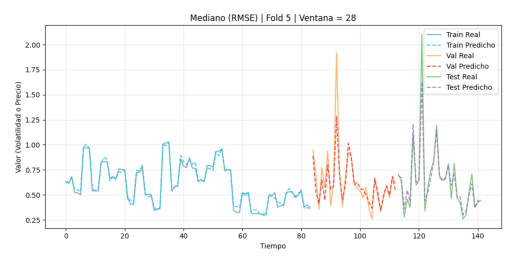 Mediano (RMSE) | Fold 5 | Ventana = 28
Valor (Volatilidad o Precio)
2.00
1.75
1.50
1.25
1.00
0.75
0.50
0.25
0
20
40
60
80
100
120
140
Tiempo
Train Real
Train Predicho
Val Real
Val Predicho
Test Real
Test Predicho